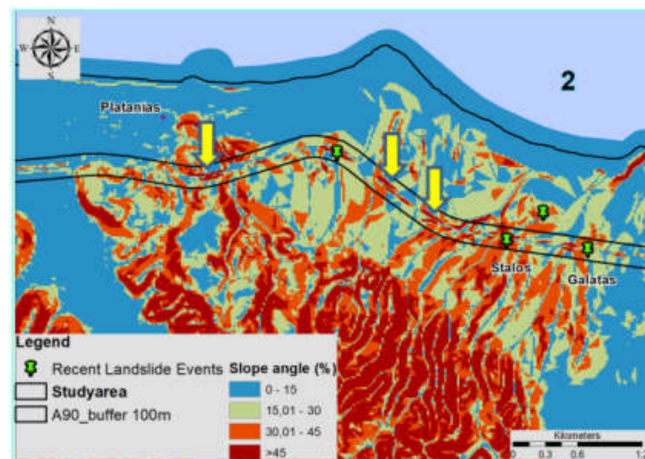 N
W E
S
2
Platanias
Stalos
Galatas
Legend
Recent Landslide Events
Studyarea
A90_buffer 100m
Slope angle (%)
0 - 15
15,01 - 30
30,01 - 45
>45
Kilometers
0 0.3 0.6 1.2